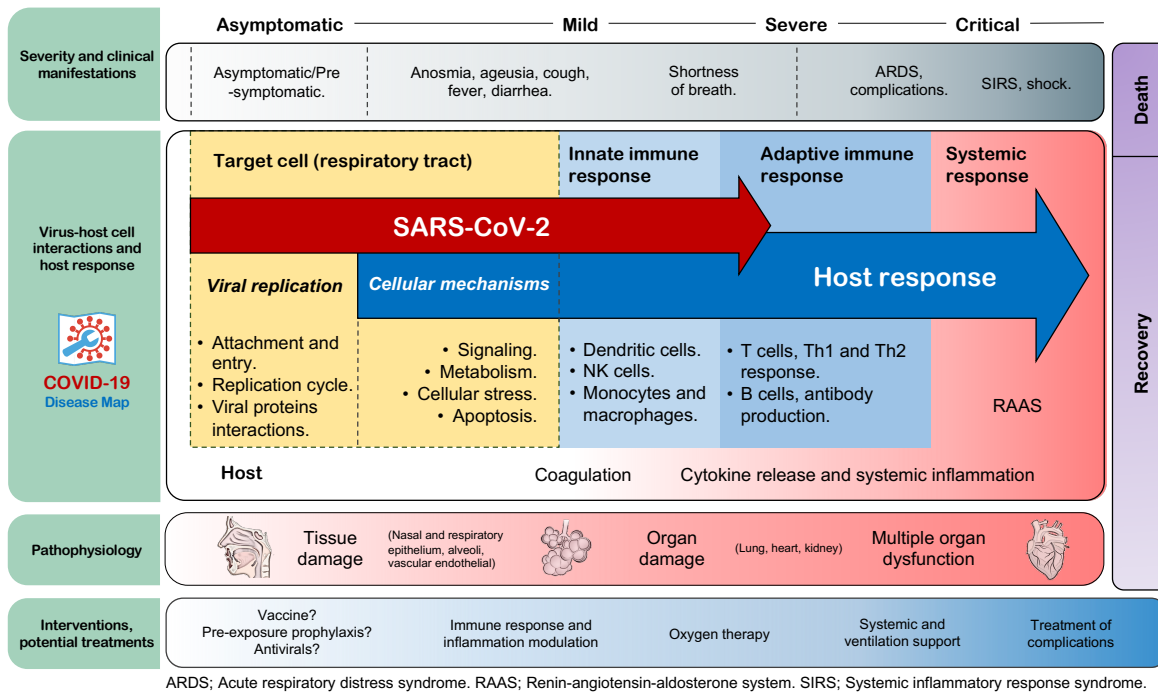 Asymptomatic
Mild
Severe
Critical
Severity and clinical
manifestations
Asymptomatic/Pre
-symptomatic.
Anosmia, ageusia, cough,
fever, diarrhea.
Shortness
of breath.
ARDS,
complications.
SIRS, shock.
Death
Recovery
Virus-host cell
interactions and
host response
COVID-19
Disease Map
Target cell (respiratory tract)
Innate immune
response
Adaptive immune
response
Systemic
response
SARS-CoV-2
Host response
Viral replication
Cellular mechanisms
• Attachment and
entry.
• Replication cycle.
• Viral proteins
interactions.
• Signaling.
• Metabolism.
• Cellular stress.
• Apoptosis.
• Dendritic cells.
• NK cells.
• Monocytes and
macrophages.
• T cells, Th1 and Th2
response.
• B cells, antibody
production.
RAAS
Host
Coagulation
Cytokine release and systemic inflammation
Pathophysiology
Tissue
damage
(Nasal and respiratory
epithelium, alveoli,
vascular endothelial)
Organ
damage
(Lung, heart, kidney)
Multiple organ
dysfunction
Interventions,
potential treatments
Vaccine?
Pre-exposure prophylaxis?
Antivirals?
Immune response and
inflammation modulation
Oxygen therapy
Systemic and
ventilation support
Treatment of
complications
ARDS; Acute respiratory distress syndrome. RAAS; Renin-angiotensin-aldosterone system. SIRS; Systemic inflammatory response syndrome.